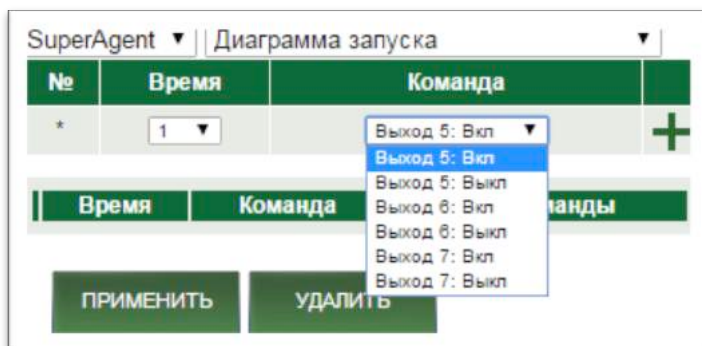 SuperAgent Диаграмма запуска
№ Время Команда
* 1 Выход 5: Вкл
Выход 5: Вкл
Выход 5: Выкл
Выход 6: Вкл
Выход 6: Выкл
Выход 7: Вкл
Выход 7: Выкл
Время Команда манды
ПРИМЕНИТЬ УДАЛИТЬ